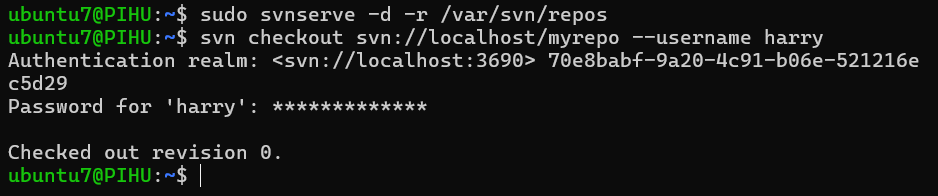 ubuntu7@PIHU:~$ sudo svnserve -d -r /var/svn/repos
ubuntu7@PIHU:~$ svn checkout svn://localhost/myrepo --username harry
Authentication realm: <svn://localhost:3690> 70e8babf-9a20-4c91-b06e-521216e
c5d29
Password for 'harry': *************
Checked out revision 0.
ubuntu7@PIHU:~$